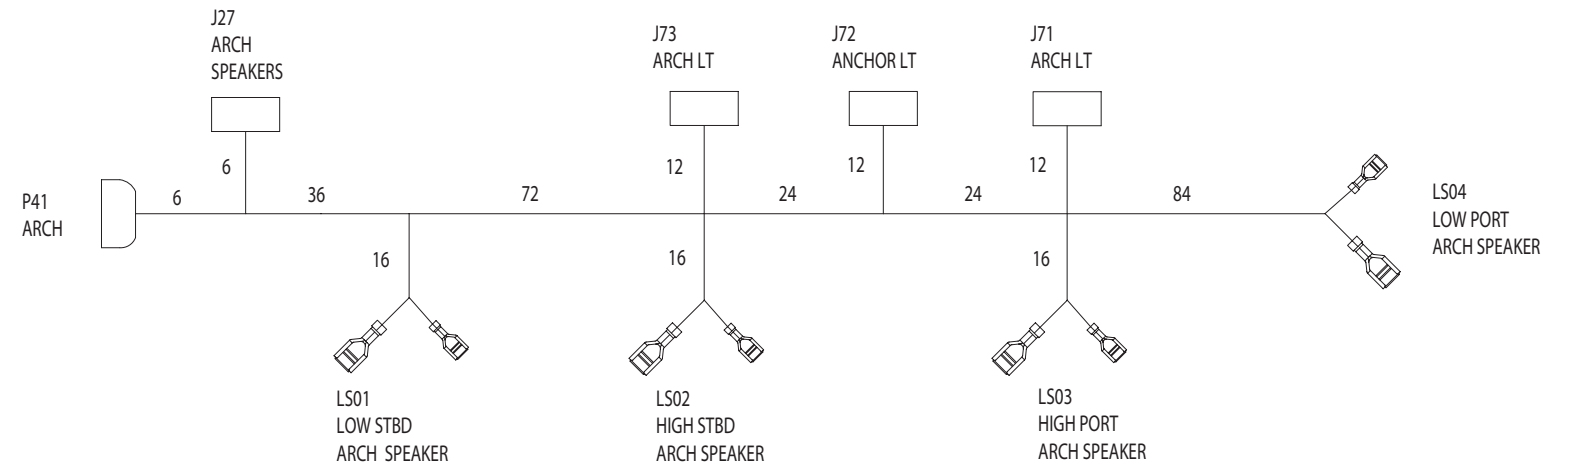 J27
ARCH
SPEAKERS
J73
ARCH LT
J72
ANCHOR LT
J71
ARCH LT
6
12
12
12
P41
ARCH
6
36
72
24
24
84
LS04
LOW PORT
ARCH SPEAKER
16
16
16
LS01
LOW STBD
ARCH SPEAKER
LS02
HIGH STBD
ARCH SPEAKER
LS03
HIGH PORT
ARCH SPEAKER